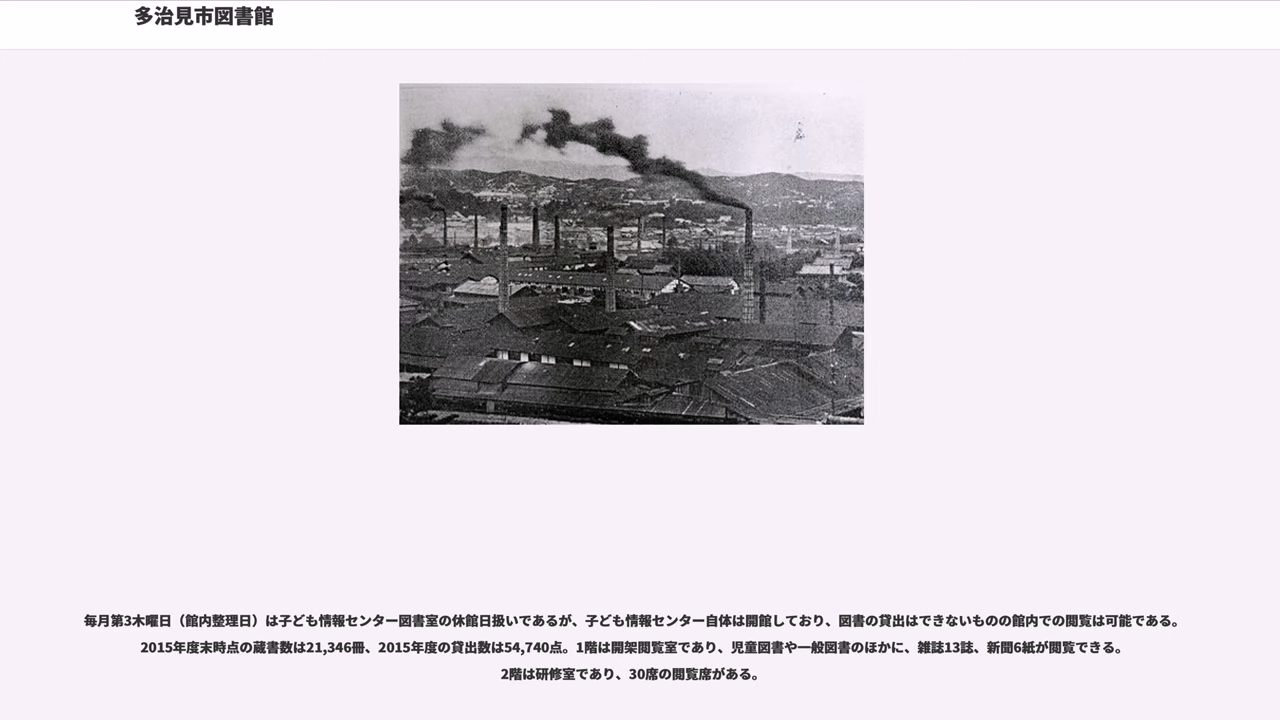 多治見市図書館
毎月第3木曜日（館内整理日）は子ども情報センター図書室の休館日扱いであるが、子ども情報センター自体は開館しており、図書の貸出はできないものの館内での閲覧は可能である。
2015年度末時点の蔵書数は21,346冊、2015年度の貸出数は54,740点。1階は開架閲覧室であり、児童図書や一般図書のほかに、雑誌13誌、新聞6紙が閲覧できる。
2階は研修室であり、30席の閲覧席がある。